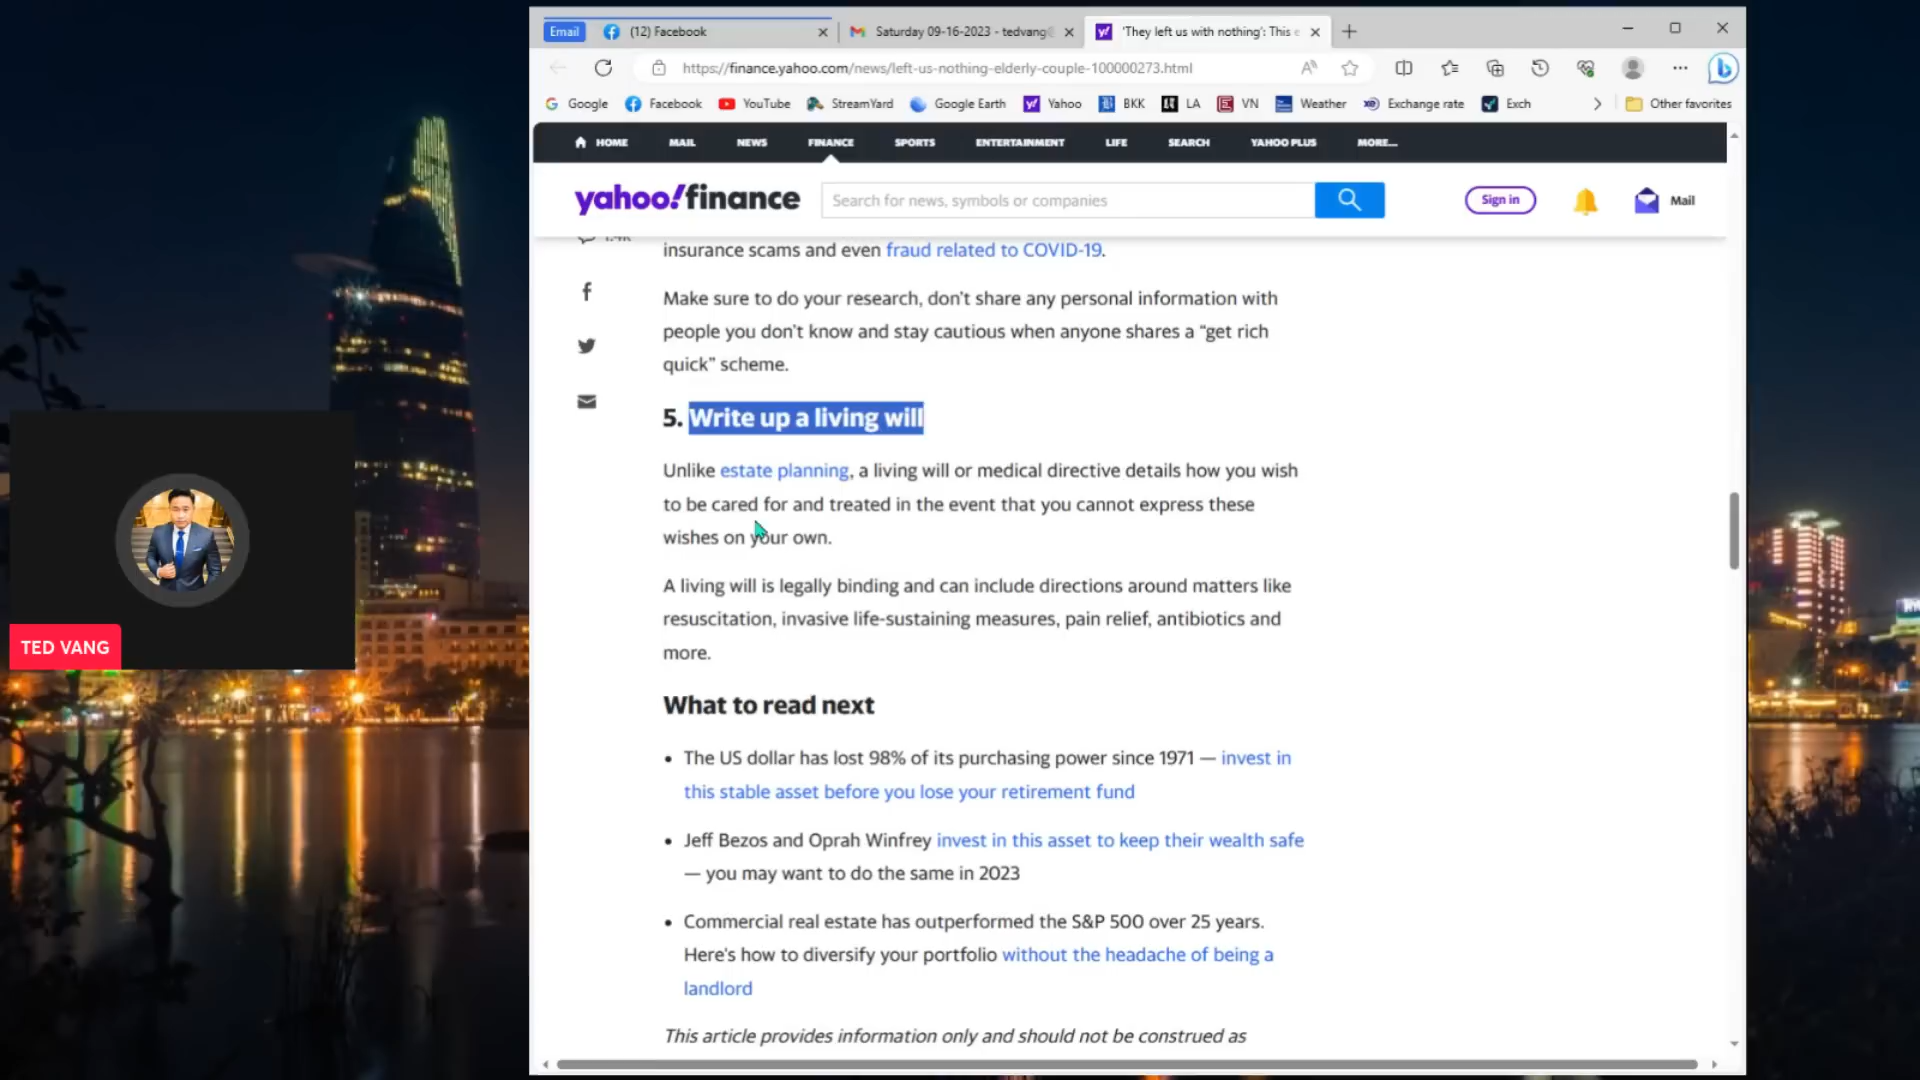 Email
(12) Facebook
Saturday 09-16-2023 - tedvang@
'They left us with nothing': This e
https://finance.yahoo.com/news/left-us-nothing-elderly-couple-100000273.html
Google
Facebook
YouTube
StreamYard
Google Earth
Yahoo
BKK
LA
VN
Weather
Exchange rate
Exch
Other favorites
HOME
MAIL
NEWS
FINANCE
SPORTS
ENTERTAINMENT
LIFE
SEARCH
YAHOO PLUS
MORE...
yahoo!finance
Search for news, symbols or companies
Sign in
Mail
1.4K
insurance scams and even fraud related to COVID-19.
Make sure to do your research, don’t share any personal information with
people you don’t know and stay cautious when anyone shares a “get rich
quick” scheme.
5. Write up a living will
Unlike estate planning, a living will or medical directive details how you wish
to be cared for and treated in the event that you cannot express these
wishes on your own.
A living will is legally binding and can include directions around matters like
resuscitation, invasive life-sustaining measures, pain relief, antibiotics and
more.
What to read next
• The US dollar has lost 98% of its purchasing power since 1971 — invest in
this stable asset before you lose your retirement fund
• Jeff Bezos and Oprah Winfrey invest in this asset to keep their wealth safe
— you may want to do the same in 2023
• Commercial real estate has outperformed the S&P 500 over 25 years.
Here's how to diversify your portfolio without the headache of being a
landlord
This article provides information only and should not be construed as
TED VANG